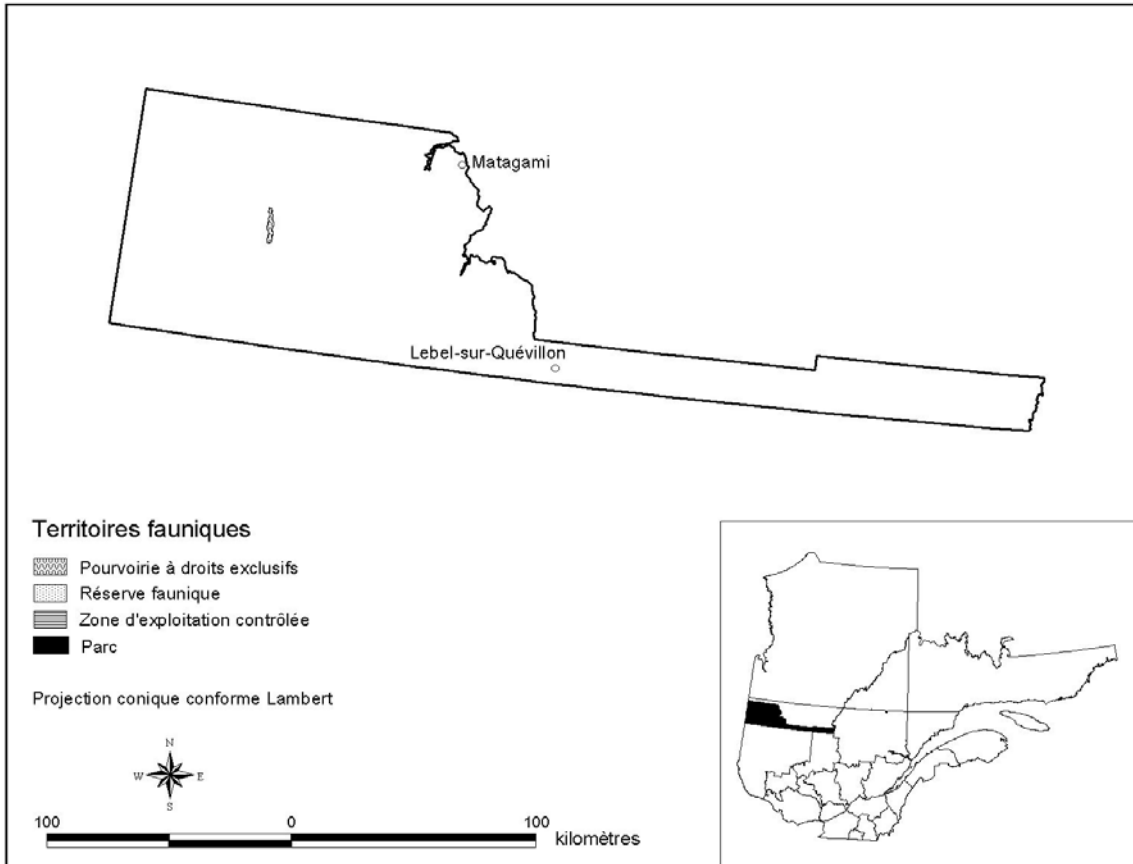 Matagami
Lebel-sur-Quévillon
Territoires fauniques
Pourvoirie à droits exclusifs
Réserve faunique
Zone d'exploitation contrôlée
Parc
Projection conique conforme Lambert
N
W E
S
100 0 100 kilomètres